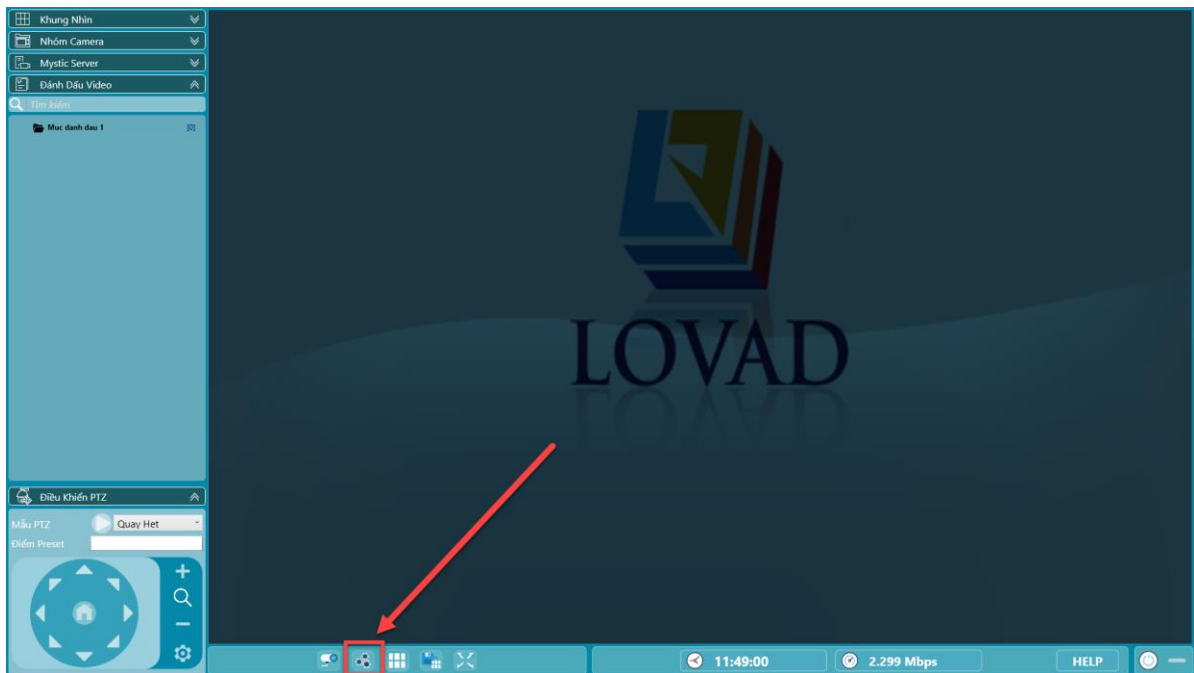 Khung Nhìn
Nhóm Camera
Mystic Server
Đánh Dấu Video
Tìm kiếm
Muc danh dau 1 [0]
LOVAD
Điều Khiển PTZ
Mẫu PTZ Quay Het
Điểm Preset
11:49:00 2.299 Mbps HELP